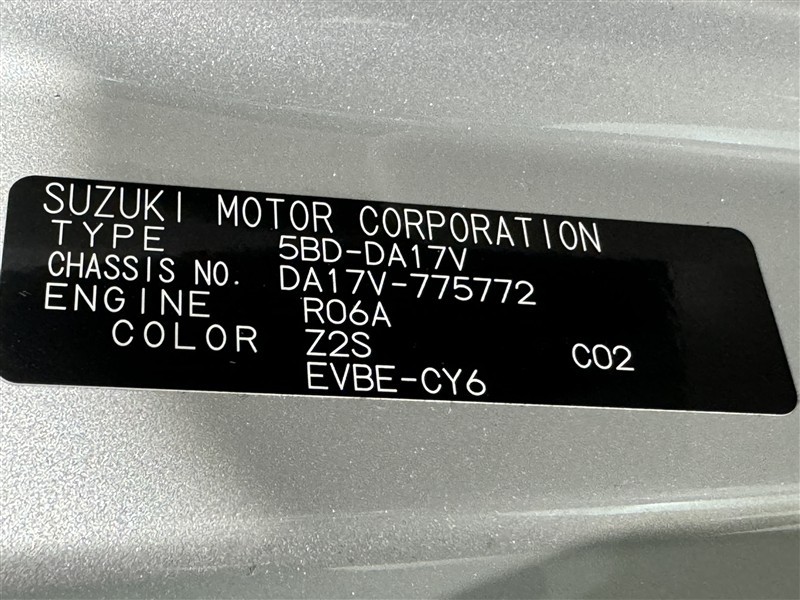 SUZUKI MOTOR CORPORATION
TYPE 5BD-DA17V
CHASSIS NO. DA17V-775772
ENGINE R06A
COLOR Z2S C02
EVBE-CY6